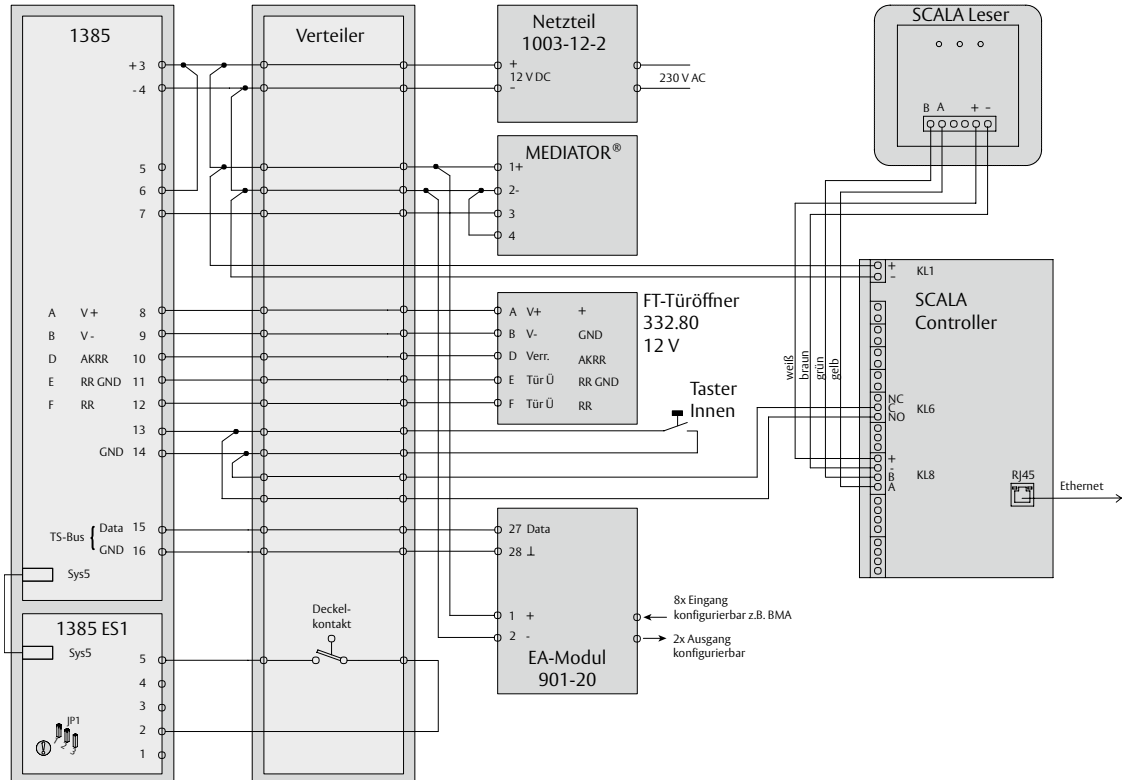 1385
+ 3
- 4
5
6
7
A V+ 8
B V - 9
D AKRR 10
E RR GND 11
F RR 12
13
GND 14
TS-Bus { Data 15
GND 16
Sys5
1385 ES1
Sys5
5
4
3
2
1
JP1
Verteiler
Deckel-
kontakt
Netzteil
1003-12-2
+
12 V DC
-
230 V AC
MEDIATOR®
1+
2-
3
4
A V+ +
B V- GND
D Verr. AKRR
E Tür Ü RR GND
F Tür Ü RR
FT-Türöffner
332.80
12 V
Taster
Innen
27 Data
28 ⊥
1 +
2 -
EA-Modul
901-20
8x Eingang
konfigurierbar z.B. BMA
2x Ausgang
konfigurierbar
SCALA Leser
B A + -
weiß
braun
grün
gelb
+ KL1
-
SCALA
Controller
NC
C KL6
NO
+
-
B KL8
A
RJ45
Ethernet